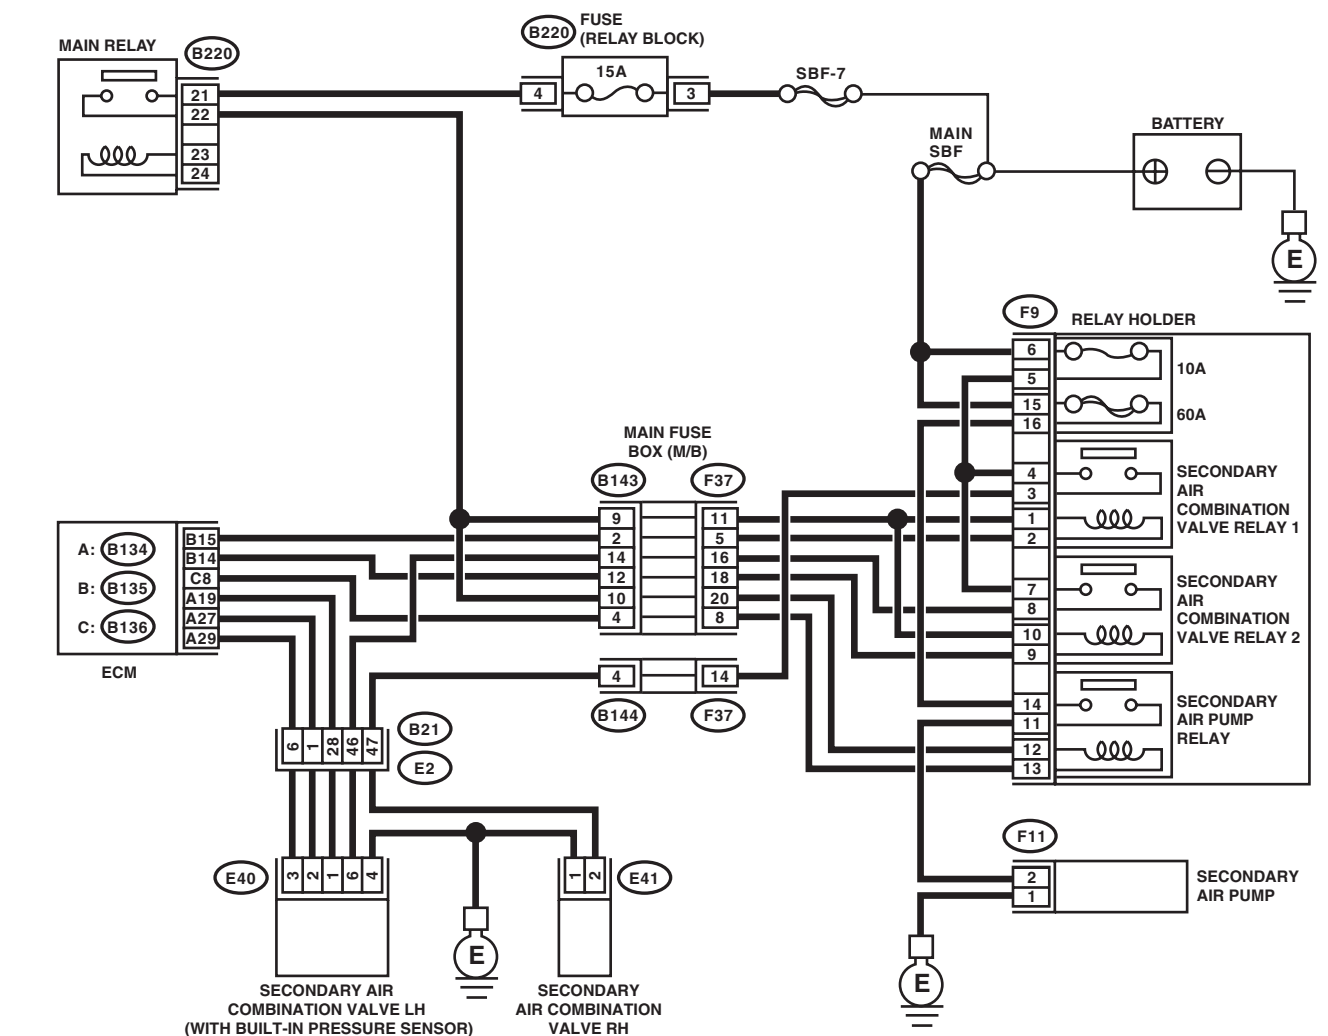 MAIN RELAY
B220
21
22
23
24
B220
FUSE
(RELAY BLOCK)
15A
4
3
SBF-7
MAIN
SBF
BATTERY
E
F9
RELAY HOLDER
6
5
15
16
4
3
1
2
7
8
10
9
14
11
12
13
10A
60A
SECONDARY
AIR
COMBINATION
VALVE RELAY 1
SECONDARY
AIR
COMBINATION
VALVE RELAY 2
SECONDARY
AIR PUMP
RELAY
MAIN FUSE
BOX (M/B)
B143
F37
9
11
2
5
14
16
12
18
10
20
4
8
4
14
B144
F37
A: B134
B: B135
C: B136
B15
B14
C8
A19
A27
A29
ECM
6
1
28
46
47
B21
E2
E40
3
2
1
6
4
1
2
E41
E
SECONDARY AIR
COMBINATION VALVE LH
(WITH BUILT-IN PRESSURE SENSOR)
SECONDARY
AIR COMBINATION
VALVE RH
F11
2
1
SECONDARY
AIR PUMP
E